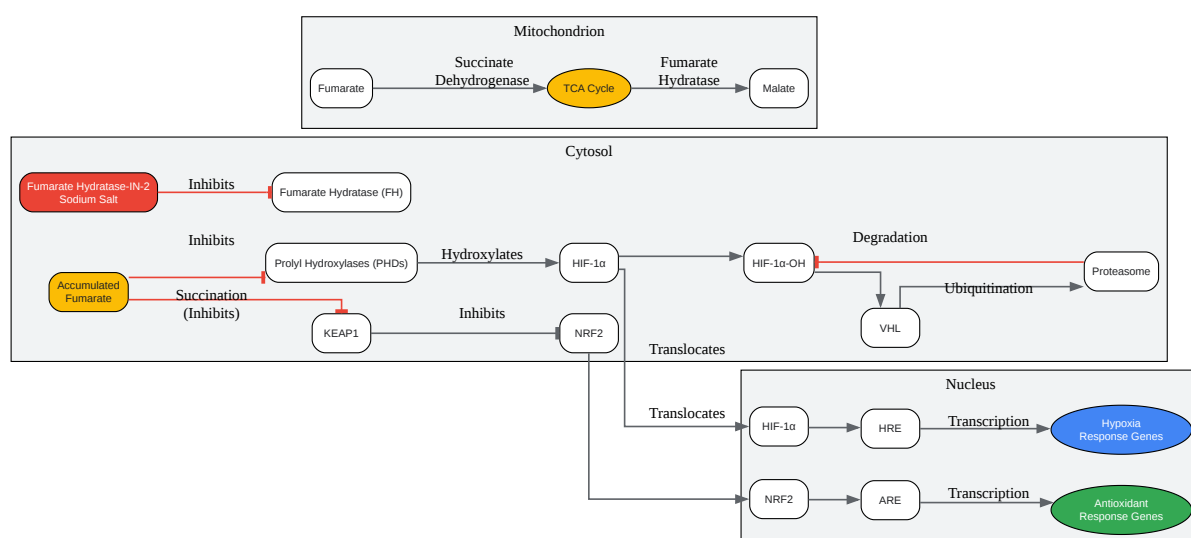 Mitochondrion
Succinate
Dehydrogenase
Fumarate
Hydratase
Fumarate
TCA Cycle
Malate
Cytosol
Fumarate Hydratase-IN-2
Sodium Salt
Inhibits
Fumarate Hydratase (FH)
Inhibits
Prolyl Hydroxylases (PHDs)
Hydroxylates
HIF-1α
HIF-1α-OH
Degradation
Proteasome
Accumulated
Fumarate
Succination
(Inhibits)
Ubiquitination
KEAP1
Inhibits
NRF2
VHL
Translocates
Nucleus
Translocates
HIF-1α
HRE
Transcription
Hypoxia
Response Genes
NRF2
ARE
Transcription
Antioxidant
Response Genes